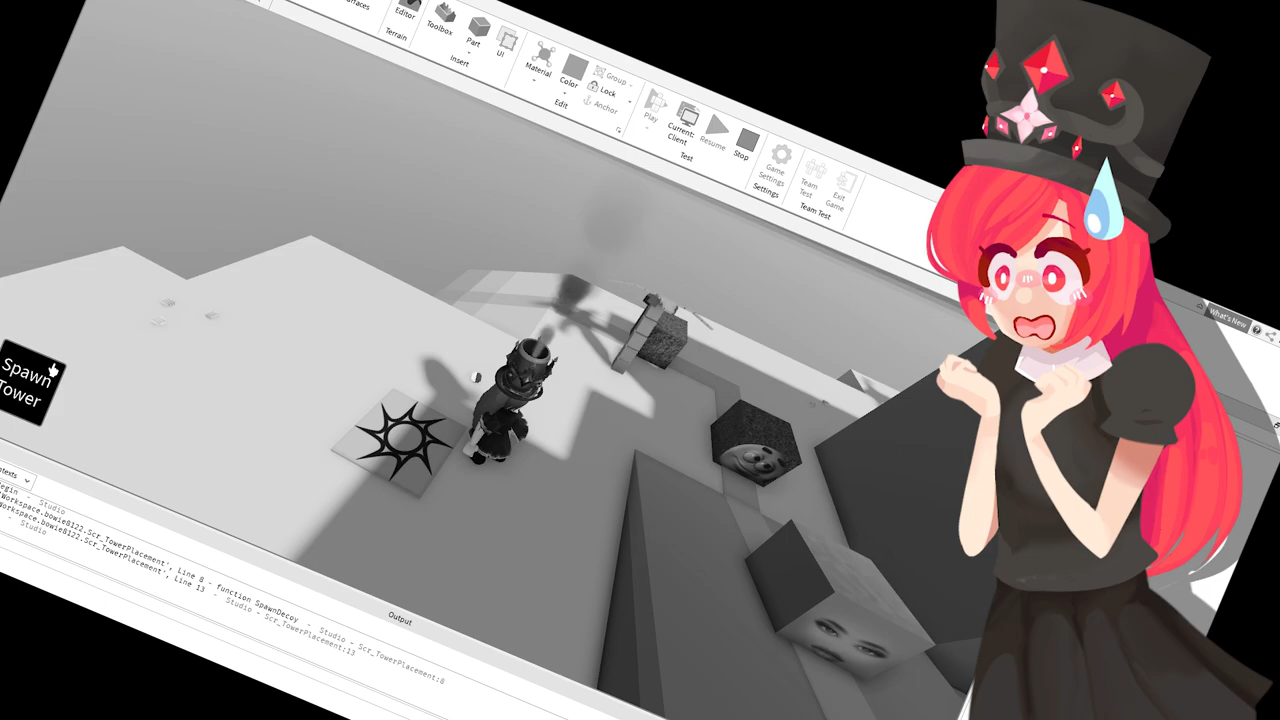 Editor
Terrain
Toolbox
Part
UI
Insert
Material
Color
Group
Lock
Anchor
Edit
Play
Current:
Client
Resume
Stop
Test
Game
Settings
Settings
Team
Test
Exit
Game
Team Test
What's New
Spawn
Tower
- Studio
Workspace.bowie8122.Scr_TowerPlacement', Line 8 - function SpawnDecoy - Studio - Scr_TowerPlacement:8
Workspace.bowie8122.Scr_TowerPlacement', Line 13 - Studio - Scr_TowerPlacement:13
- Studio
Output